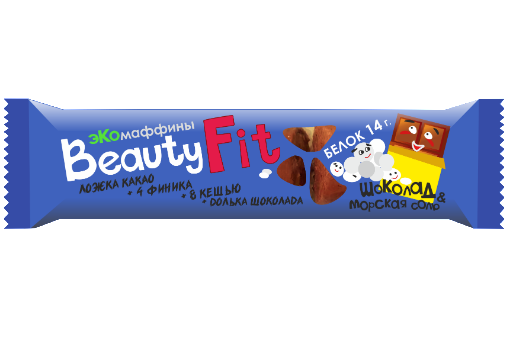 экомаффины
Beauty Fit
ложка какао
+ 4 финика
+ 8 кешью
+ долька шоколада
БЕЛОК 14 г.
шоколад &
морская соль